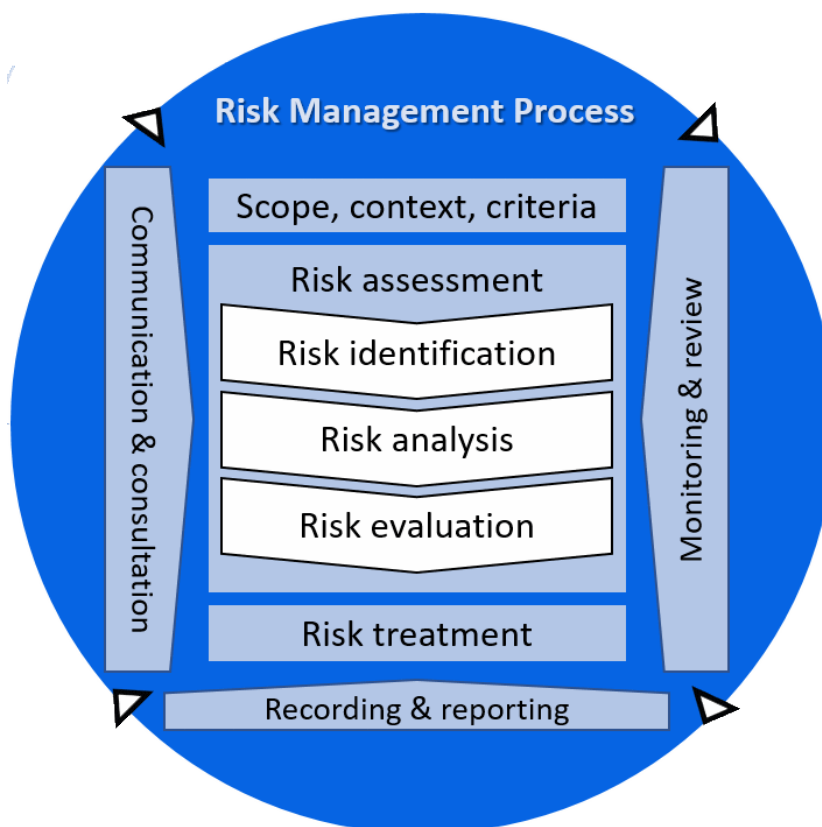 Risk Management Process
Scope, context, criteria
Risk assessment
Risk identification
Risk analysis
Risk evaluation
Risk treatment
Communication & consultation
Monitoring & review
Recording & reporting